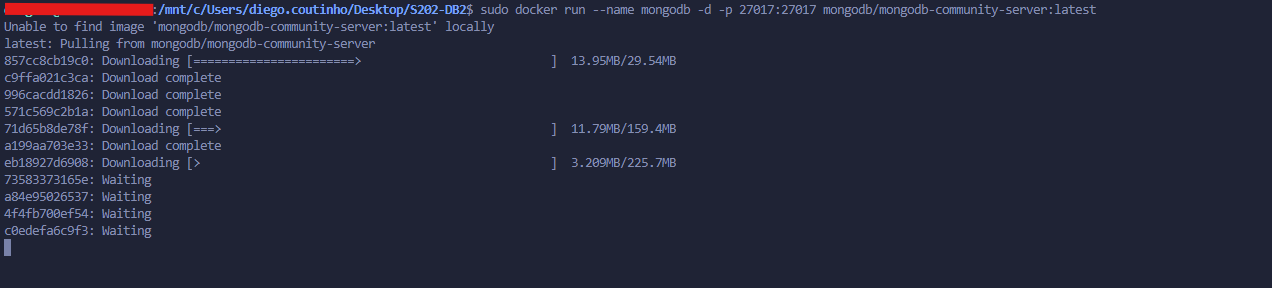 :/mnt/c/Users/diego.coutinho/Desktop/S202-DB2$ sudo docker run --name mongodb -d -p 27017:27017 mongodb/mongodb-community-server:latest
Unable to find image 'mongodb/mongodb-community-server:latest' locally
latest: Pulling from mongodb/mongodb-community-server
857cc8cb19c0: Downloading [=======================>                           ]  13.95MB/29.54MB
c9ffa021c3ca: Download complete
996cacdd1826: Download complete
571c569c2b1a: Download complete
71d65b8de78f: Downloading [===>                                               ]  11.79MB/159.4MB
a199aa703e33: Download complete
eb18927d6908: Downloading [>                                                  ]  3.209MB/225.7MB
73583373165e: Waiting
a84e95026537: Waiting
4f4fb700ef54: Waiting
c0edefa6c9f3: Waiting